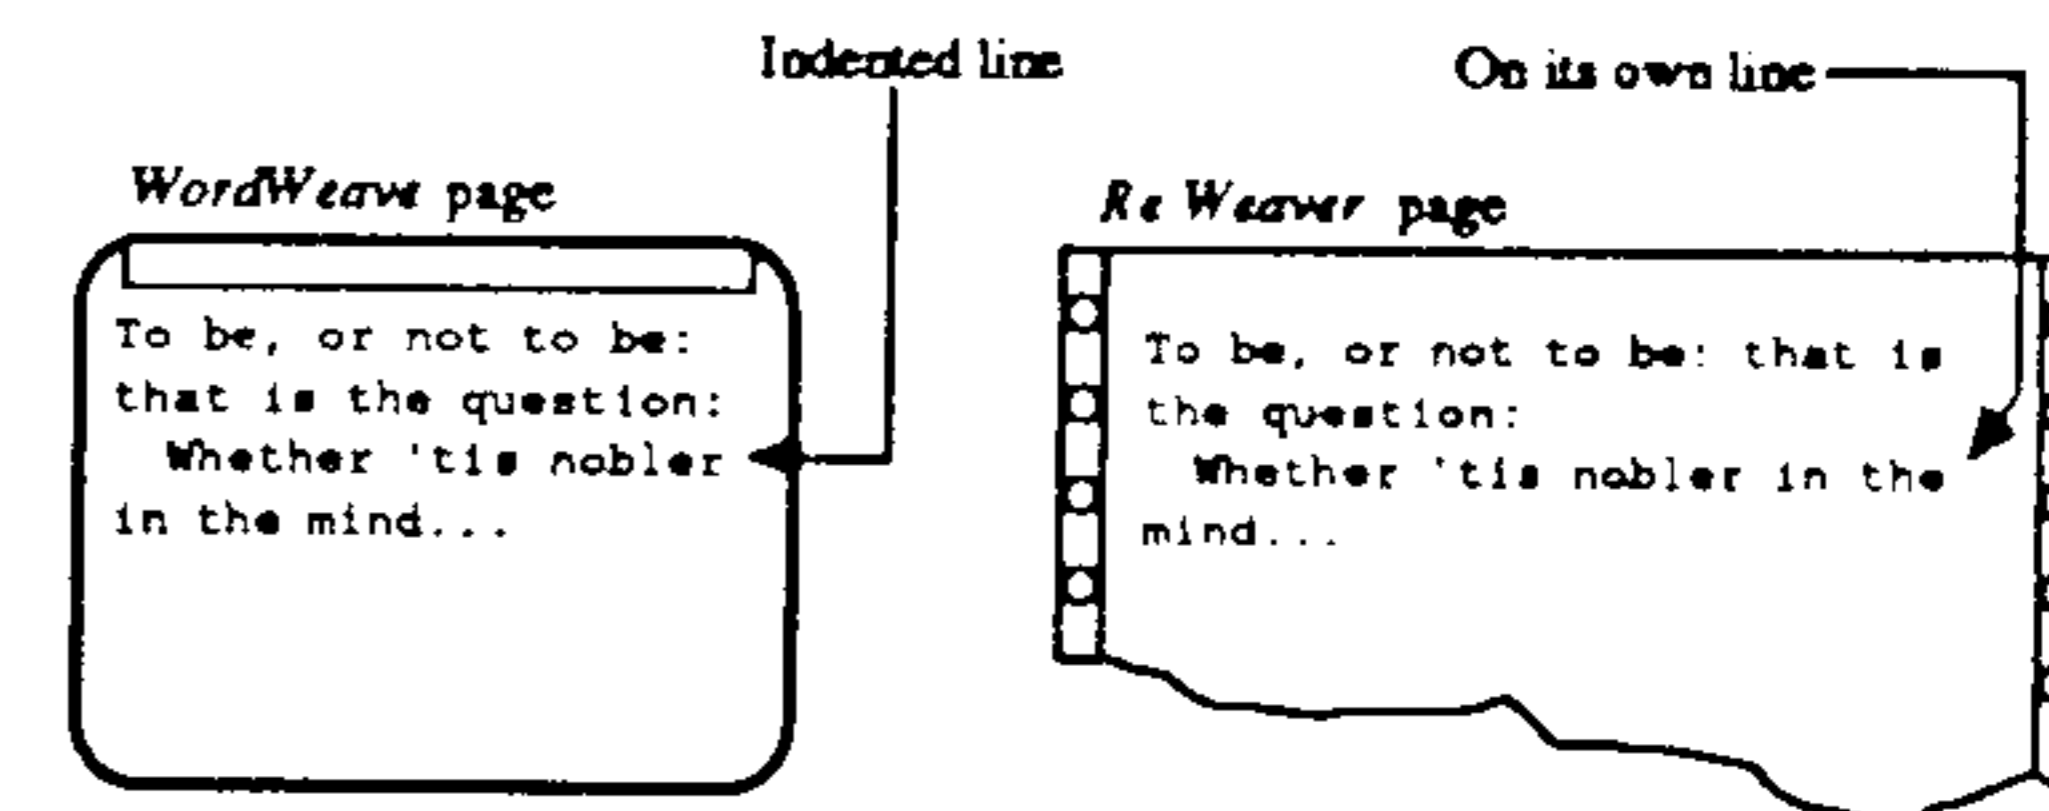 Indented line
On its own line
WordWeave page
ReWeaver page
To be, or not to be:
that is the question:
  Whether 'tis nobler
in the mind...
To be, or not to be: that is
the question:
  Whether 'tis nobler in the
mind...